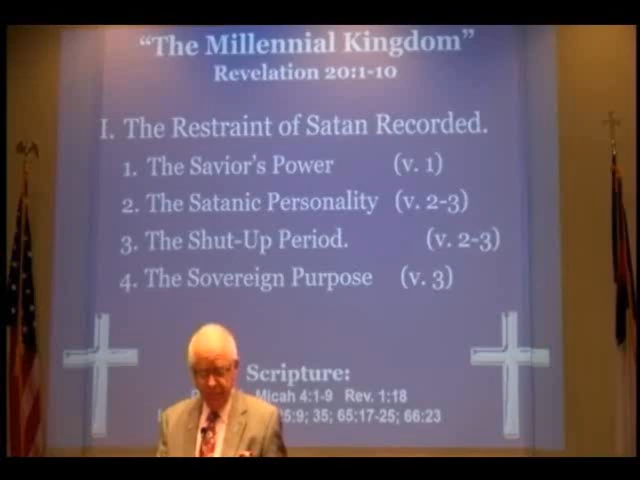 “The Millennial Kingdom”
Revelation 20:1-10
I. The Restraint of Satan Recorded.
1. The Savior’s Power (v. 1)
2. The Satanic Personality (v. 2-3)
3. The Shut-Up Period. (v. 2-3)
4. The Sovereign Purpose (v. 3)
Scripture:
Micah 4:1-9 Rev. 1:18
35; 65:17-25; 66:23